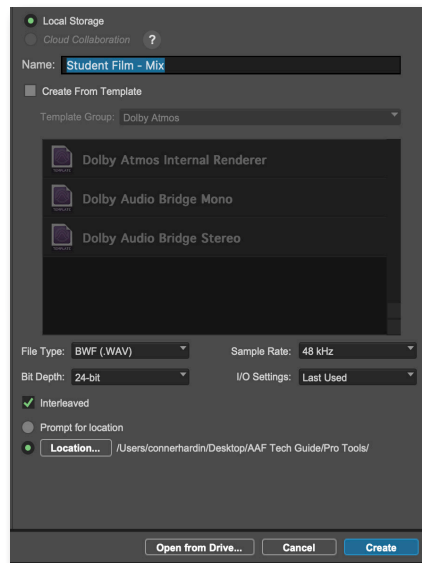 Local Storage
Cloud Collaboration ?
Name: Student Film - Mix
Create From Template
Template Group: Dolby Atmos
TEMPLATE Dolby Atmos Internal Renderer
TEMPLATE Dolby Audio Bridge Mono
TEMPLATE Dolby Audio Bridge Stereo
File Type: BWF (.WAV) Sample Rate: 48 kHz
Bit Depth: 24-bit I/O Settings: Last Used
Interleaved
Prompt for location
Location... /Users/connerhardin/Desktop/AAF Tech Guide/Pro Tools/
Open from Drive... Cancel Create